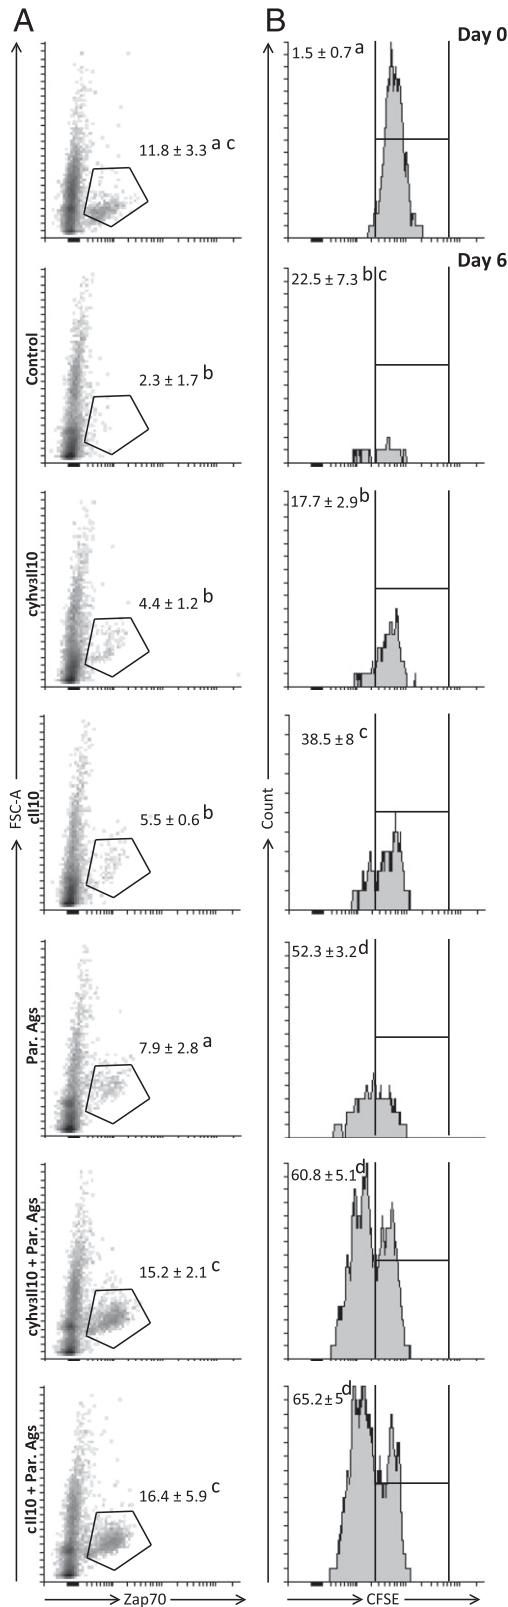 A
B
Day 0
11.8 ± 3.3 a c
1.5 ± 0.7 a
Day 6
Control
2.3 ± 1.7 b
22.5 ± 7.3 b c
cyhv3Il10
4.4 ± 1.2 b
17.7 ± 2.9 b
cIl10
5.5 ± 0.6 b
38.5 ± 8 c
FSC-A
Count
Par. Ags
7.9 ± 2.8 a
52.3 ± 3.2 d
cyhv3Il10 + Par. Ags
15.2 ± 2.1 c
60.8 ± 5.1 d
cIl10 + Par. Ags
16.4 ± 5.9 c
65.2 ± 5 d
Zap70
CFSE